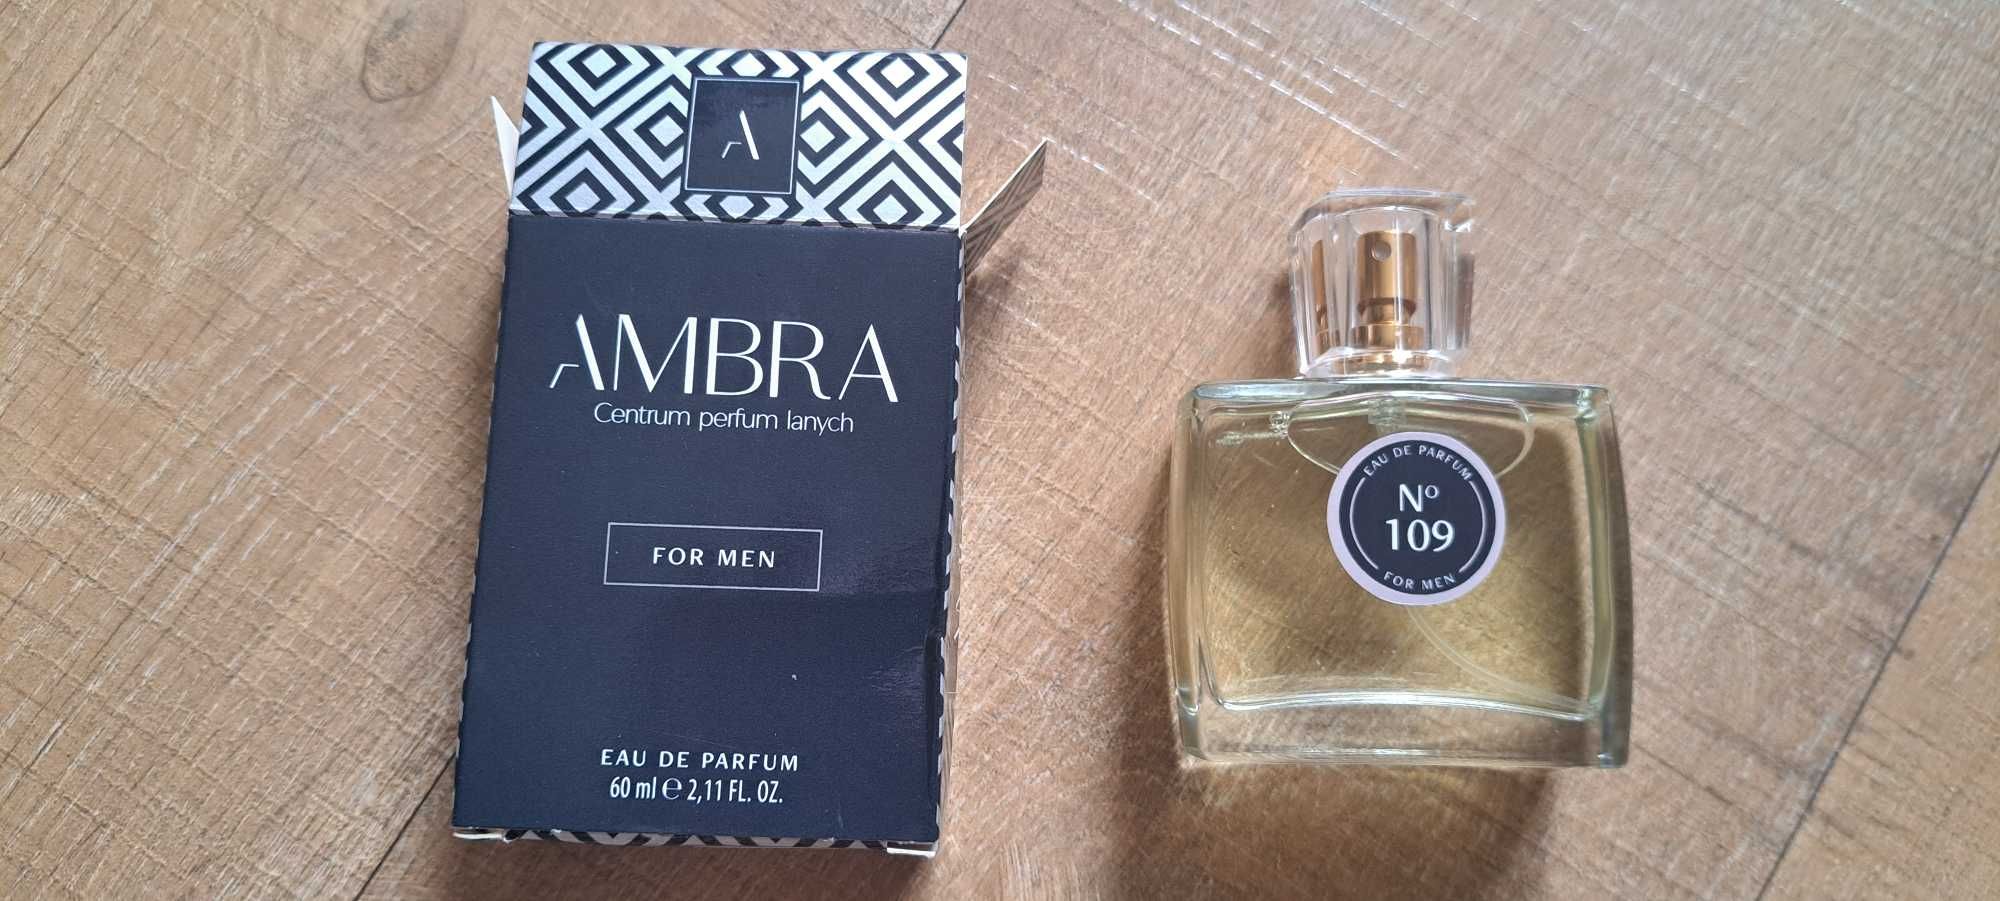 A
AMBRA
Centrum perfum lanych
FOR MEN
EAU DE PARFUM
60 ml ℮ 2,11 FL. OZ.
EAU DE PARFUM
Nº
109
FOR MEN